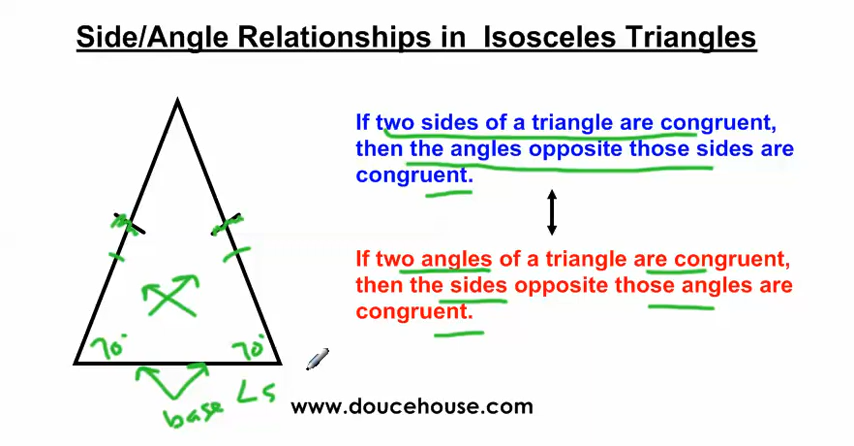 Side/Angle Relationships in Isosceles Triangles
If two sides of a triangle are congruent,
then the angles opposite those sides are
congruent.
If two angles of a triangle are congruent,
then the sides opposite those angles are
congruent.
70° 70°
base ∠s
www.doucehouse.com